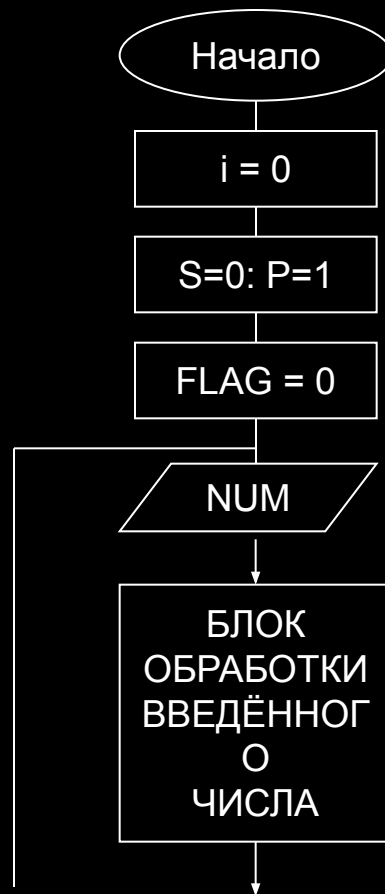 Начало
i = 0
S=0: P=1
FLAG = 0
NUM
БЛОК
ОБРАБОТКИ
ВВЕДЁННОГ
О
ЧИСЛА